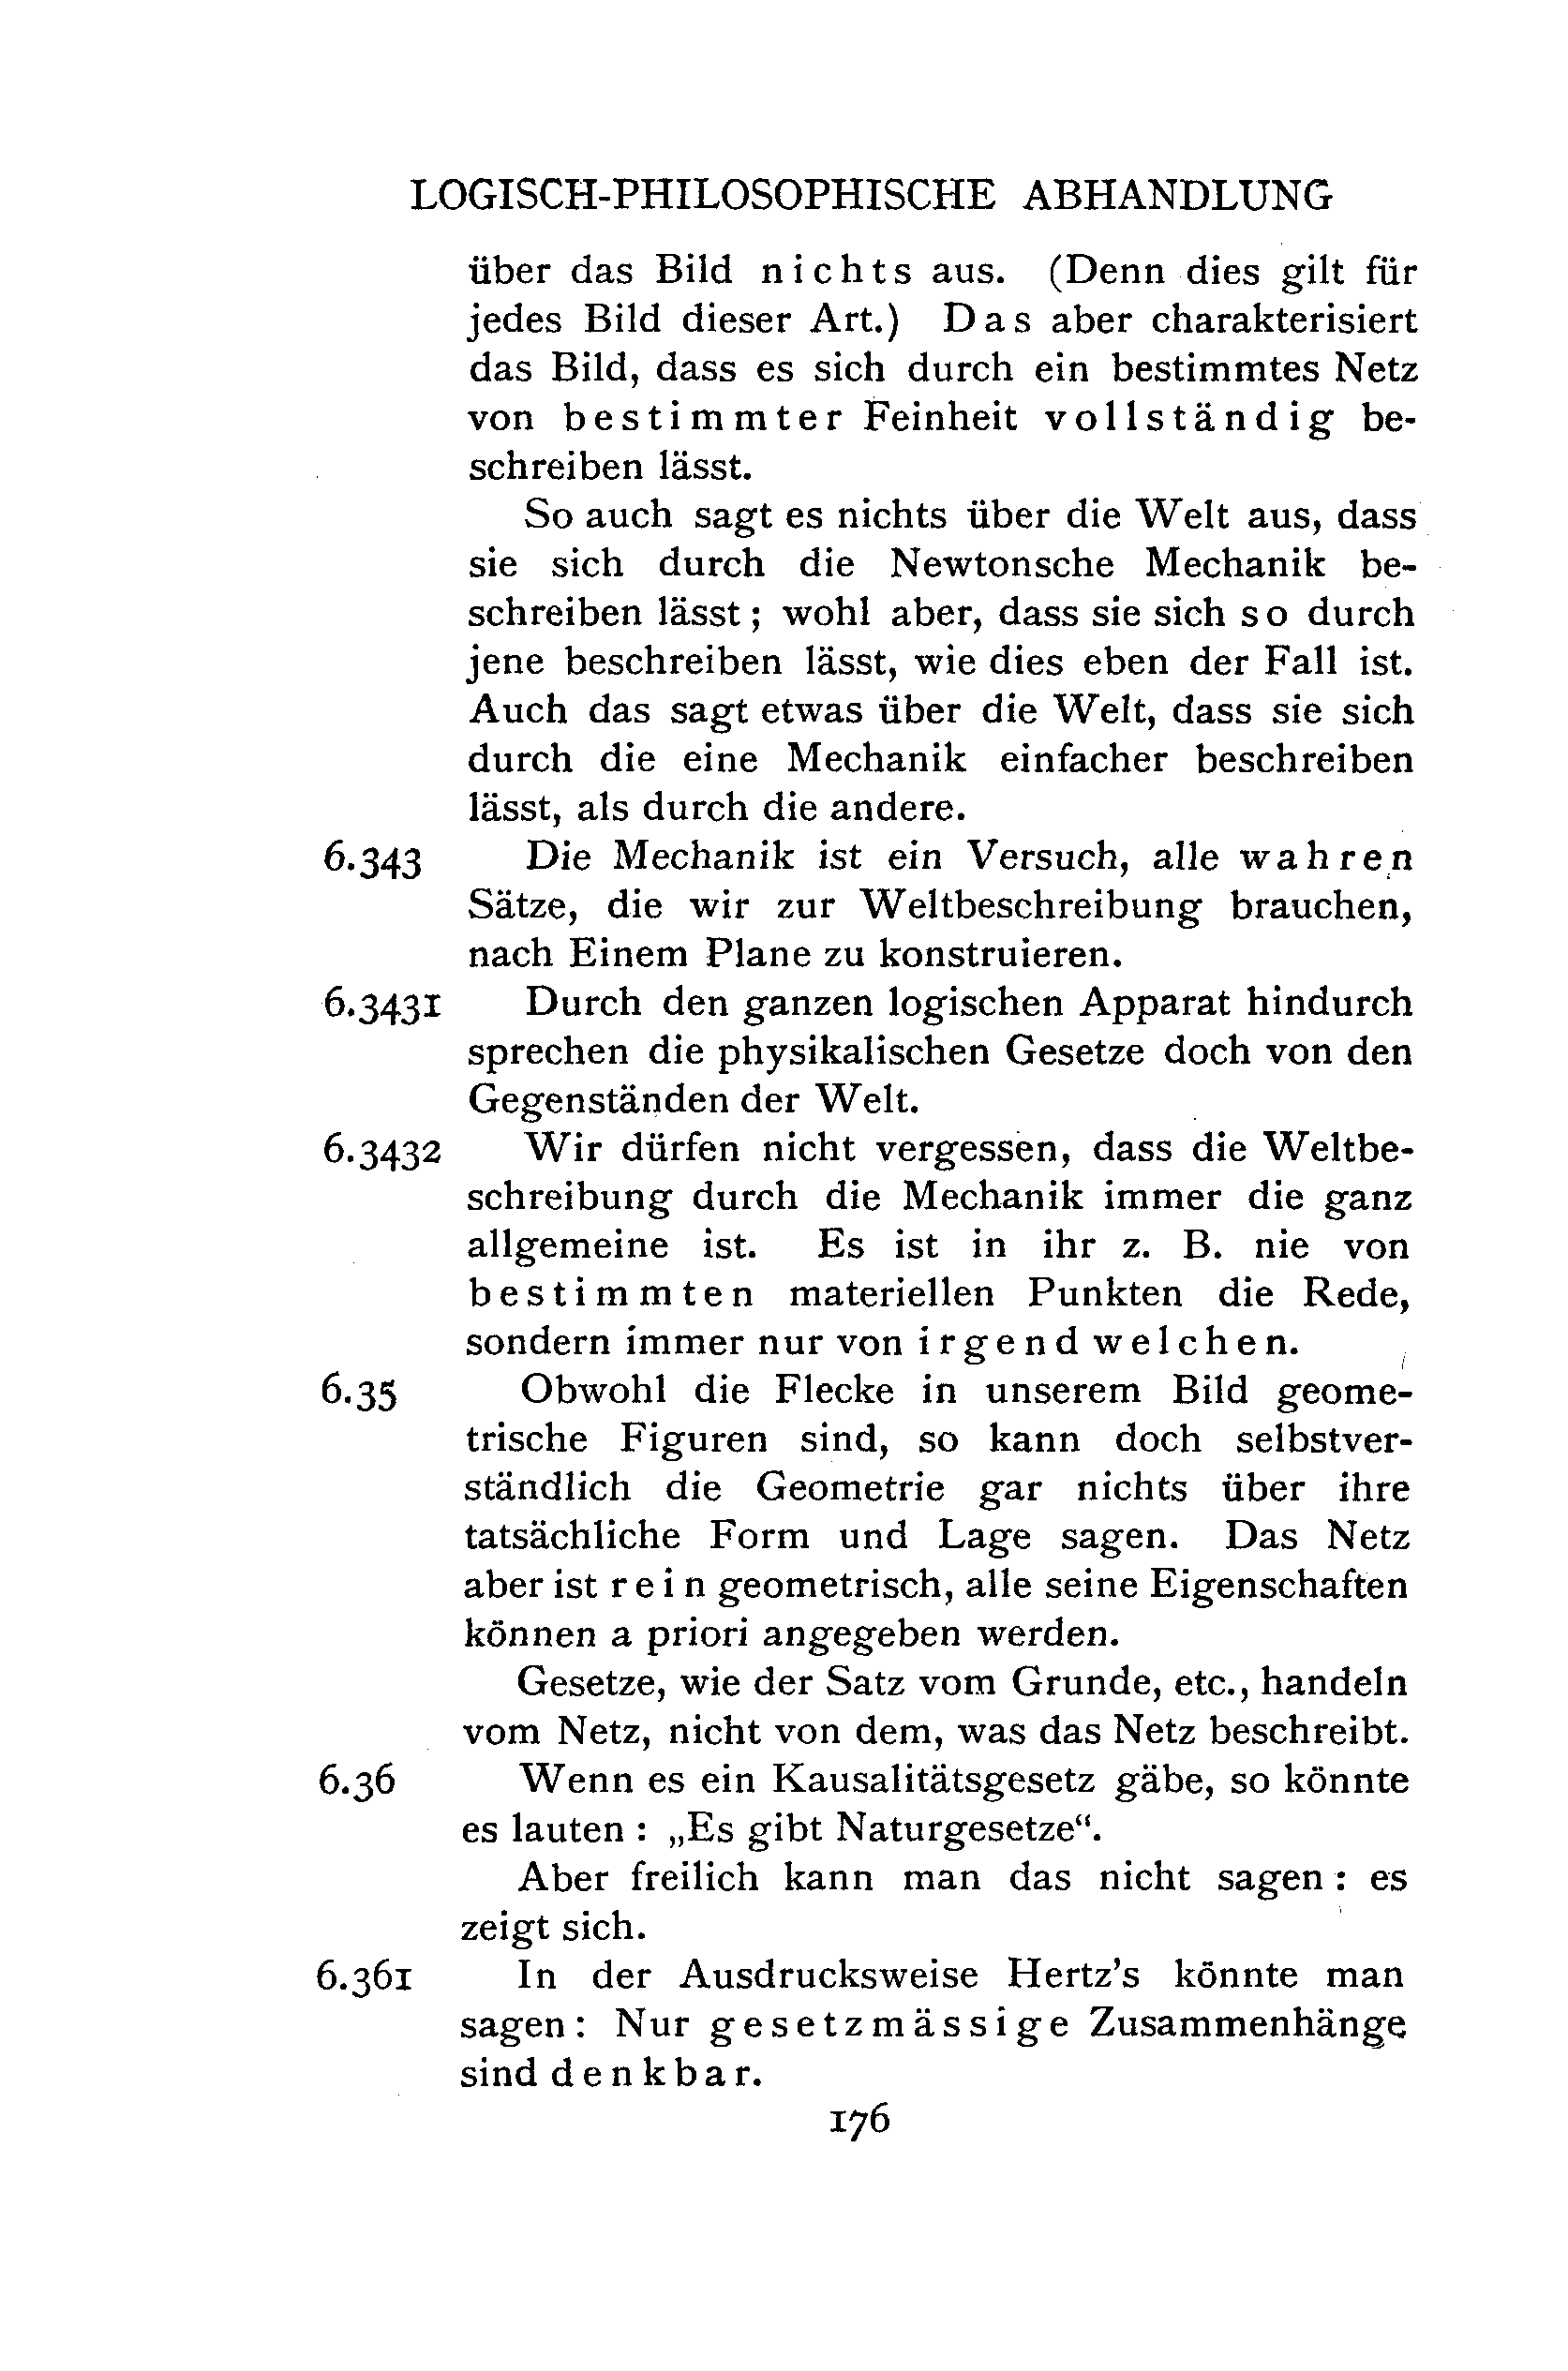 LOGISCH-PHILOSOPHISCHE ABHANDLUNG
über das Bild nichts aus. (Denn dies gilt für
jedes Bild dieser Art.) Das aber charakterisiert
das Bild, dass es sich durch ein bestimmtes Netz
von bestimmter Feinheit vollständig be-
schreiben lässt.
So auch sagt es nichts über die Welt aus, dass
sie sich durch die Newtonsche Mechanik be-
schreiben lässt; wohl aber, dass sie sich so durch
jene beschreiben lässt, wie dies eben der Fall ist.
Auch das sagt etwas über die Welt, dass sie sich
durch die eine Mechanik einfacher beschreiben
lässt, als durch die andere.
6.343 Die Mechanik ist ein Versuch, alle wahren
Sätze, die wir zur Weltbeschreibung brauchen,
nach Einem Plane zu konstruieren.
6.3431 Durch den ganzen logischen Apparat hindurch
sprechen die physikalischen Gesetze doch von den
Gegenständen der Welt.
6.3432 Wir dürfen nicht vergessen, dass die Weltbe-
schreibung durch die Mechanik immer die ganz
allgemeine ist. Es ist in ihr z. B. nie von
bestimmten materiellen Punkten die Rede,
sondern immer nur von irgend welchen.
6.35 Obwohl die Flecke in unserem Bild geome-
trische Figuren sind, so kann doch selbstver-
ständlich die Geometrie gar nichts über ihre
tatsächliche Form und Lage sagen. Das Netz
aber ist rein geometrisch, alle seine Eigenschaften
können a priori angegeben werden.
Gesetze, wie der Satz vom Grunde, etc., handeln
vom Netz, nicht von dem, was das Netz beschreibt.
6.36 Wenn es ein Kausalitätsgesetz gäbe, so könnte
es lauten : „Es gibt Naturgesetze“.
Aber freilich kann man das nicht sagen : es
zeigt sich.
6.361 In der Ausdrucksweise Hertz's könnte man
sagen : Nur gesetzmässige Zusammenhänge
sind denkbar.
176